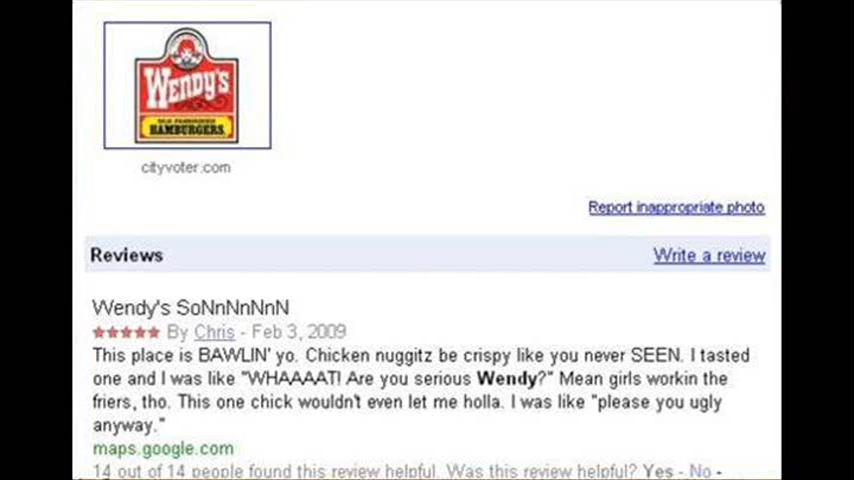 WENDY'S
OLD FASHIONED
HAMBURGERS.
cityvoter.com
Report inappropriate photo
Reviews
Write a review
Wendy's SoNnNnNnN
★★★★★ By Chris - Feb 3, 2009
This place is BAWLIN' yo. Chicken nuggitz be crispy like you never SEEN. I tasted
one and I was like "WHAAAAT! Are you serious Wendy?" Mean girls workin the
friers, tho. This one chick wouldn't even let me holla. I was like "please you ugly
anyway."
maps.google.com
14 out of 14 people found this review helpful. Was this review helpful? Yes - No -